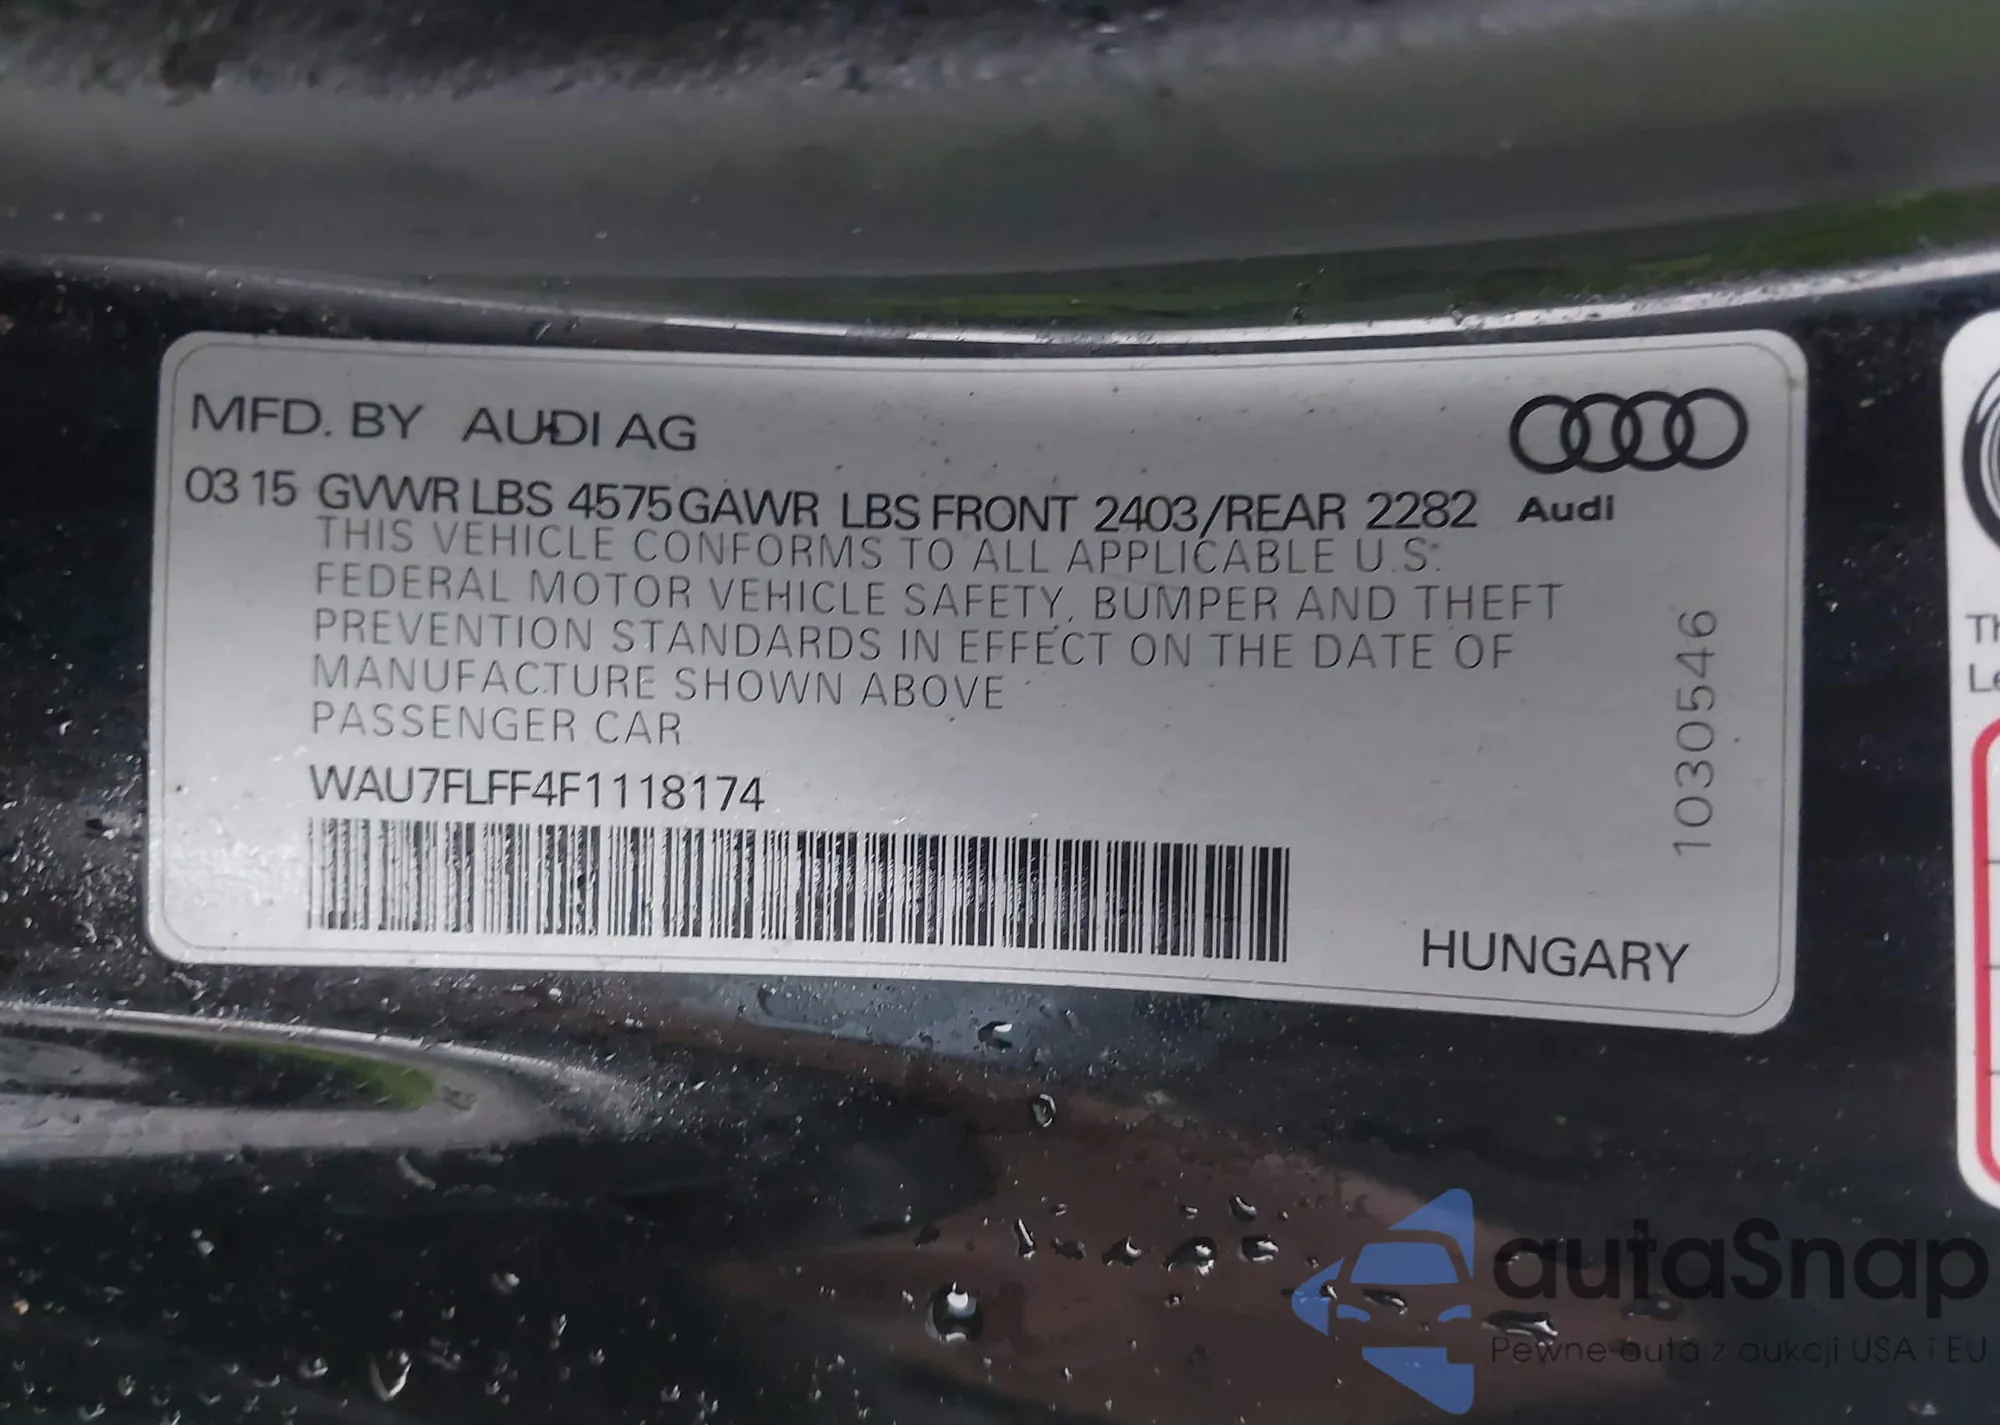 MFD. BY AUDI AG
03 15 GVWR LBS 4575 GAWR LBS FRONT 2403/REAR 2282 Audi
THIS VEHICLE CONFORMS TO ALL APPLICABLE U.S.
FEDERAL MOTOR VEHICLE SAFETY, BUMPER AND THEFT
PREVENTION STANDARDS IN EFFECT ON THE DATE OF
MANUFACTURE SHOWN ABOVE
PASSENGER CAR
WAU7FLFF4F1118174
1030546
HUNGARY
autaSnap
Pewne auta z aukcji USA i EU